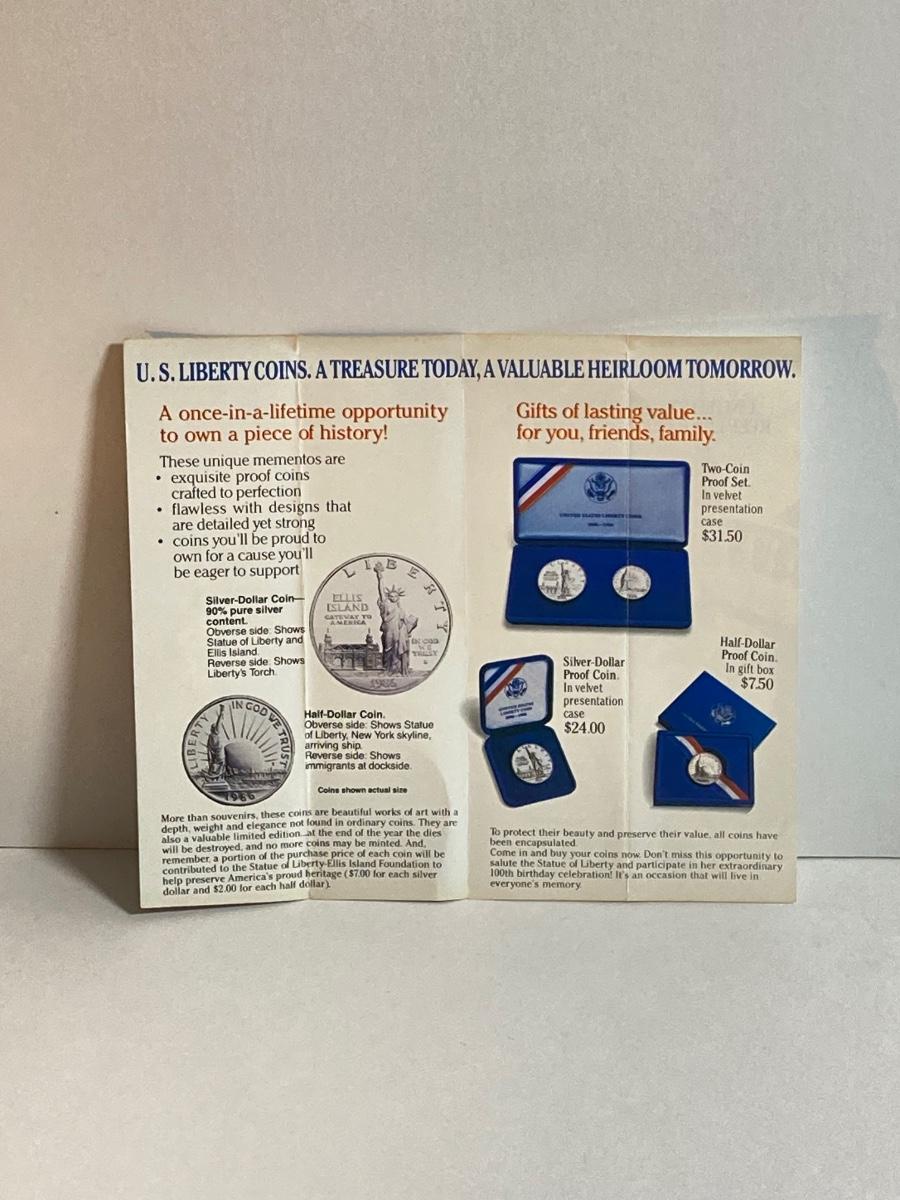 U. S. LIBERTY COINS. A TREASURE TODAY, A VALUABLE HEIRLOOM TOMORROW.
A once-in-a-lifetime opportunity
to own a piece of history!
These unique mementos are
• exquisite proof coins
crafted to perfection
• flawless with designs that
are detailed yet strong
• coins you'll be proud to
own for a cause you'll
be eager to support
Silver-Dollar Coin—
90% pure silver
content.
Obverse side: Shows
Statue of Liberty and
Ellis Island.
Reverse side: Shows
Liberty's Torch.
LIBERTY
ELLIS
ISLAND
GATEWAY TO
AMERICA
IN GOD
WE
TRUST
1986
LIBERTY
IN GOD WE TRUST
1986
Half-Dollar Coin.
Obverse side: Shows Statue
of Liberty, New York skyline,
arriving ship.
Reverse side: Shows
immigrants at dockside.
Coins shown actual size
More than souvenirs, these coins are beautiful works of art with a
depth, weight and elegance not found in ordinary coins. They are
also a valuable limited edition...at the end of the year the dies
will be destroyed, and no more coins may be minted. And,
remember, a portion of the purchase price of each coin will be
contributed to the Statue of Liberty-Ellis Island Foundation to
help preserve America's proud heritage ($7.00 for each silver
dollar and $2.00 for each half dollar).
Gifts of lasting value...
for you, friends, family.
UNITED STATES LIBERTY COINS
1886-1986
Two-Coin
Proof Set.
In velvet
presentation
case
$31.50
Silver-Dollar
Proof Coin.
In velvet
presentation
case
$24.00
Half-Dollar
Proof Coin.
In gift box
$7.50
To protect their beauty and preserve their value, all coins have
been encapsulated.
Come in and buy your coins now. Don't miss this opportunity to
salute the Statue of Liberty and participate in her extraordinary
100th birthday celebration! It's an occasion that will live in
everyone's memory.